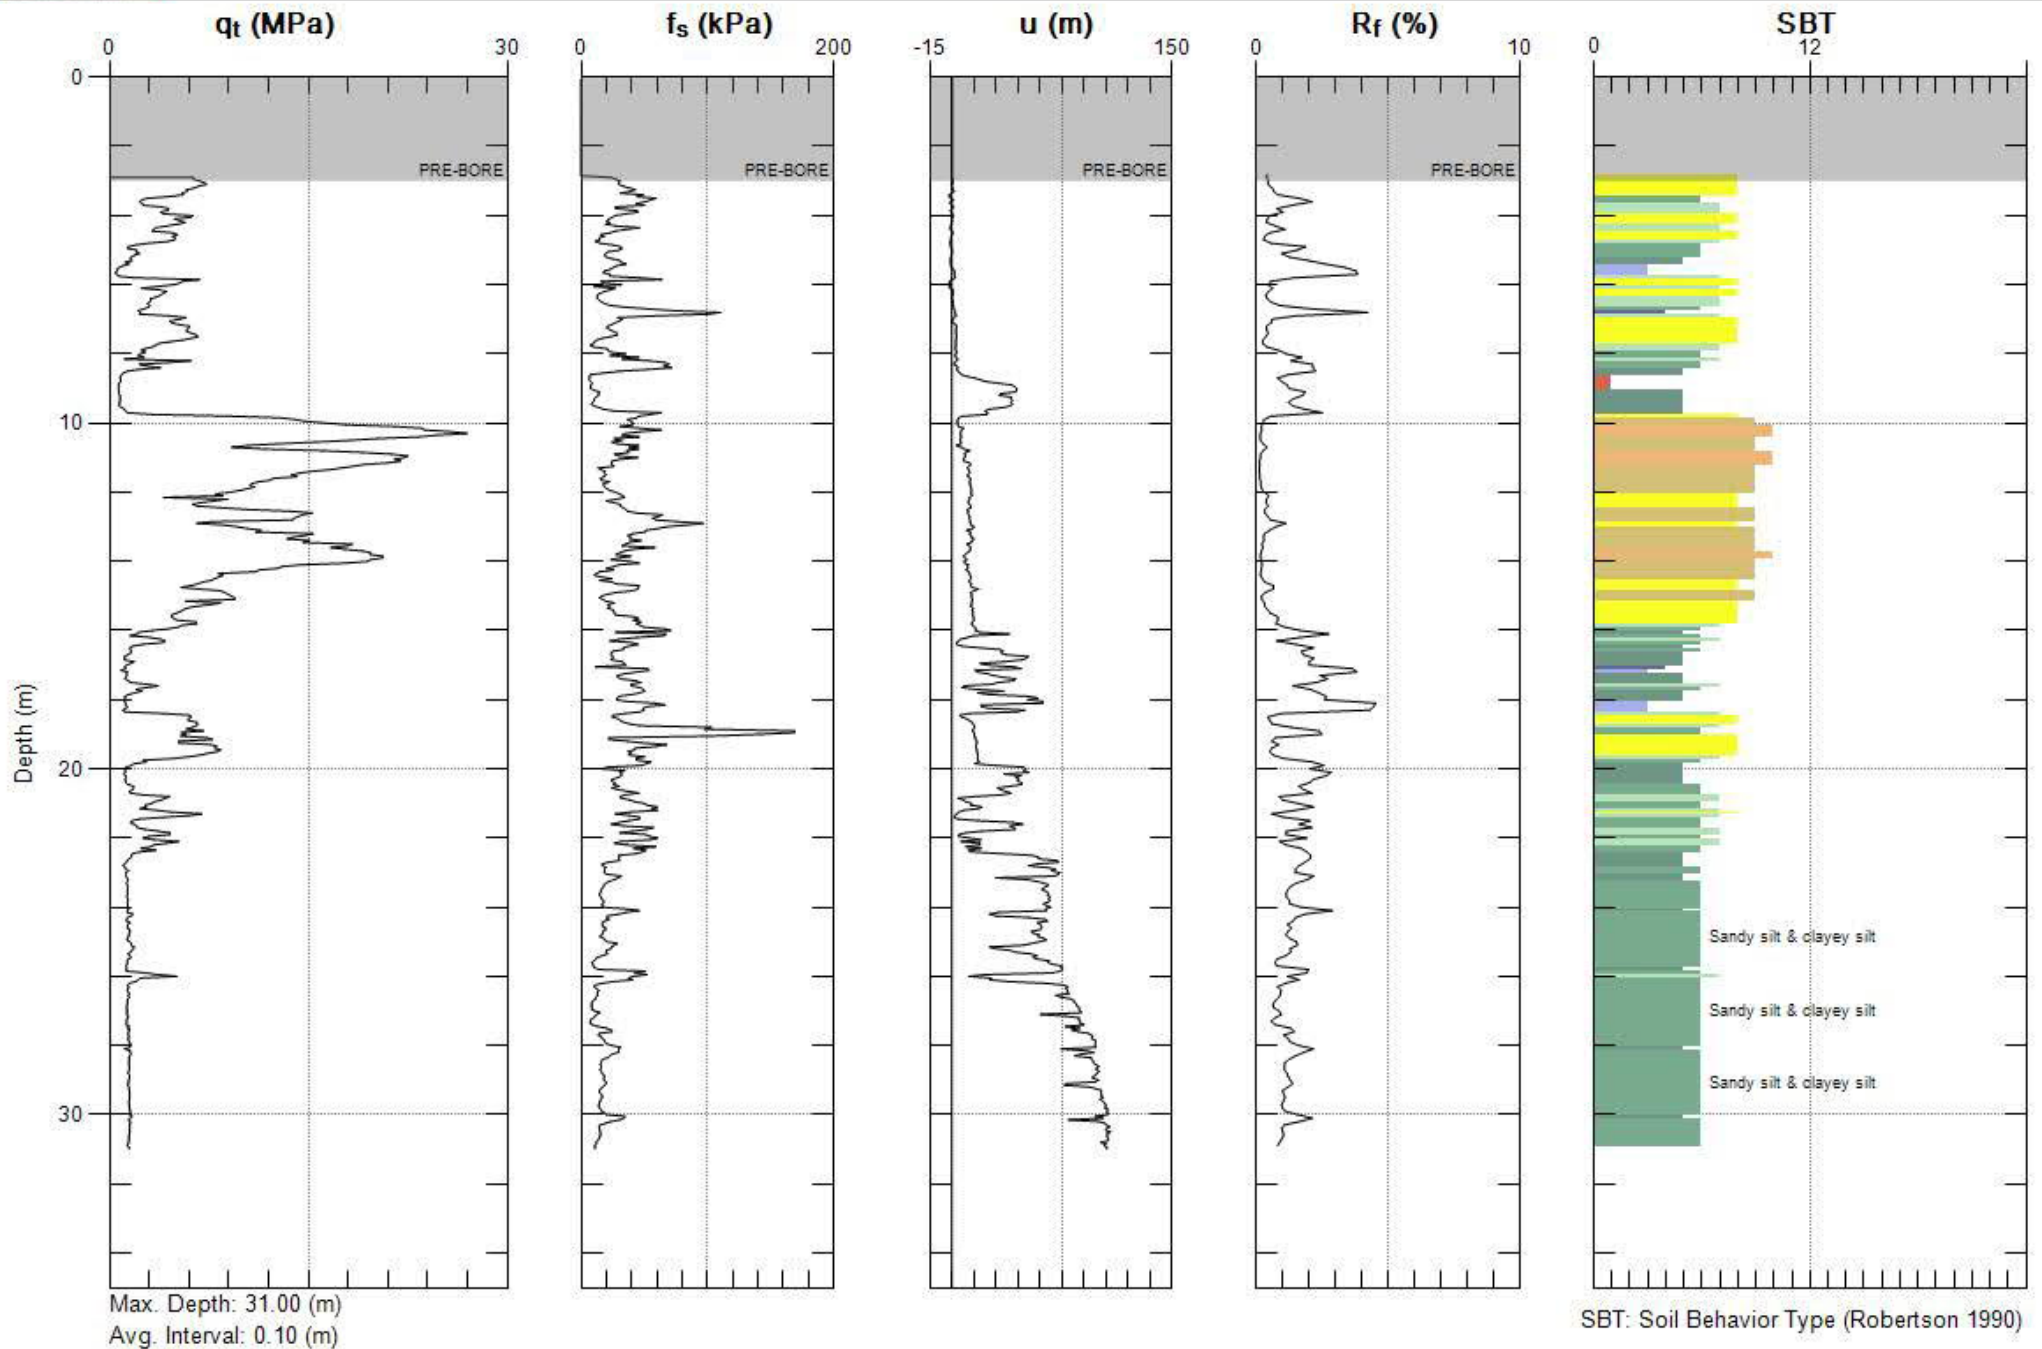 qt (MPa)
fs (kPa)
u (m)
Rf (%)
SBT
0
30
0
200
-15
150
0
10
0
12
0
PRE-BORE
PRE-BORE
PRE-BORE
PRE-BORE
10
Depth (m)
20
Sandy silt & clayey silt
Sandy silt & clayey silt
Sandy silt & clayey silt
30
Max. Depth: 31.00 (m)
Avg. Interval: 0.10 (m)
SBT: Soil Behavior Type (Robertson 1990)